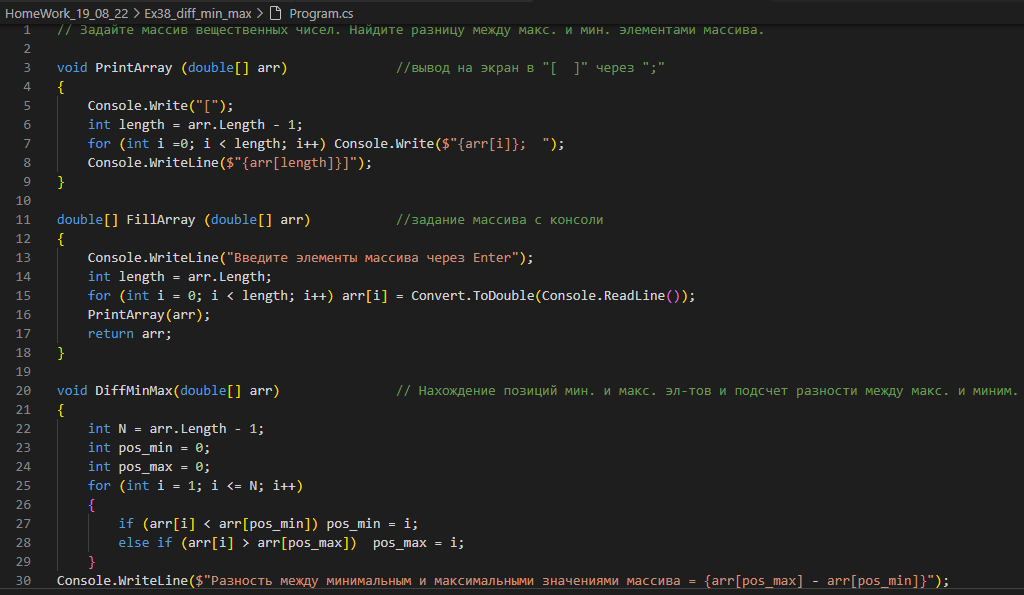 HomeWork_19_08_22 > Ex38_diff_min_max > Program.cs
1 // Задайте массив вещественных чисел. Найдите разницу между макс. и мин. элементами массива.
2
3 void PrintArray (double[] arr) //вывод на экран в "[ ]" через ";"
4 {
5 Console.Write("[");
6 int length = arr.Length - 1;
7 for (int i =0; i < length; i++) Console.Write($"{arr[i]};  ");
8 Console.WriteLine($"{arr[length]}]");
9 }
10
11 double[] FillArray (double[] arr) //задание массива с консоли
12 {
13 Console.WriteLine("Введите элементы массива через Enter");
14 int length = arr.Length;
15 for (int i = 0; i < length; i++) arr[i] = Convert.ToDouble(Console.ReadLine());
16 PrintArray(arr);
17 return arr;
18 }
19
20 void DiffMinMax(double[] arr) // Нахождение позиций мин. и макс. эл-тов и подсчет разности между макс. и миним.
21 {
22 int N = arr.Length - 1;
23 int pos_min = 0;
24 int pos_max = 0;
25 for (int i = 1; i <= N; i++)
26 {
27 if (arr[i] < arr[pos_min]) pos_min = i;
28 else if (arr[i] > arr[pos_max])  pos_max = i;
29 }
30 Console.WriteLine($"Разность между минимальным и максимальными значениями массива = {arr[pos_max] - arr[pos_min]}");